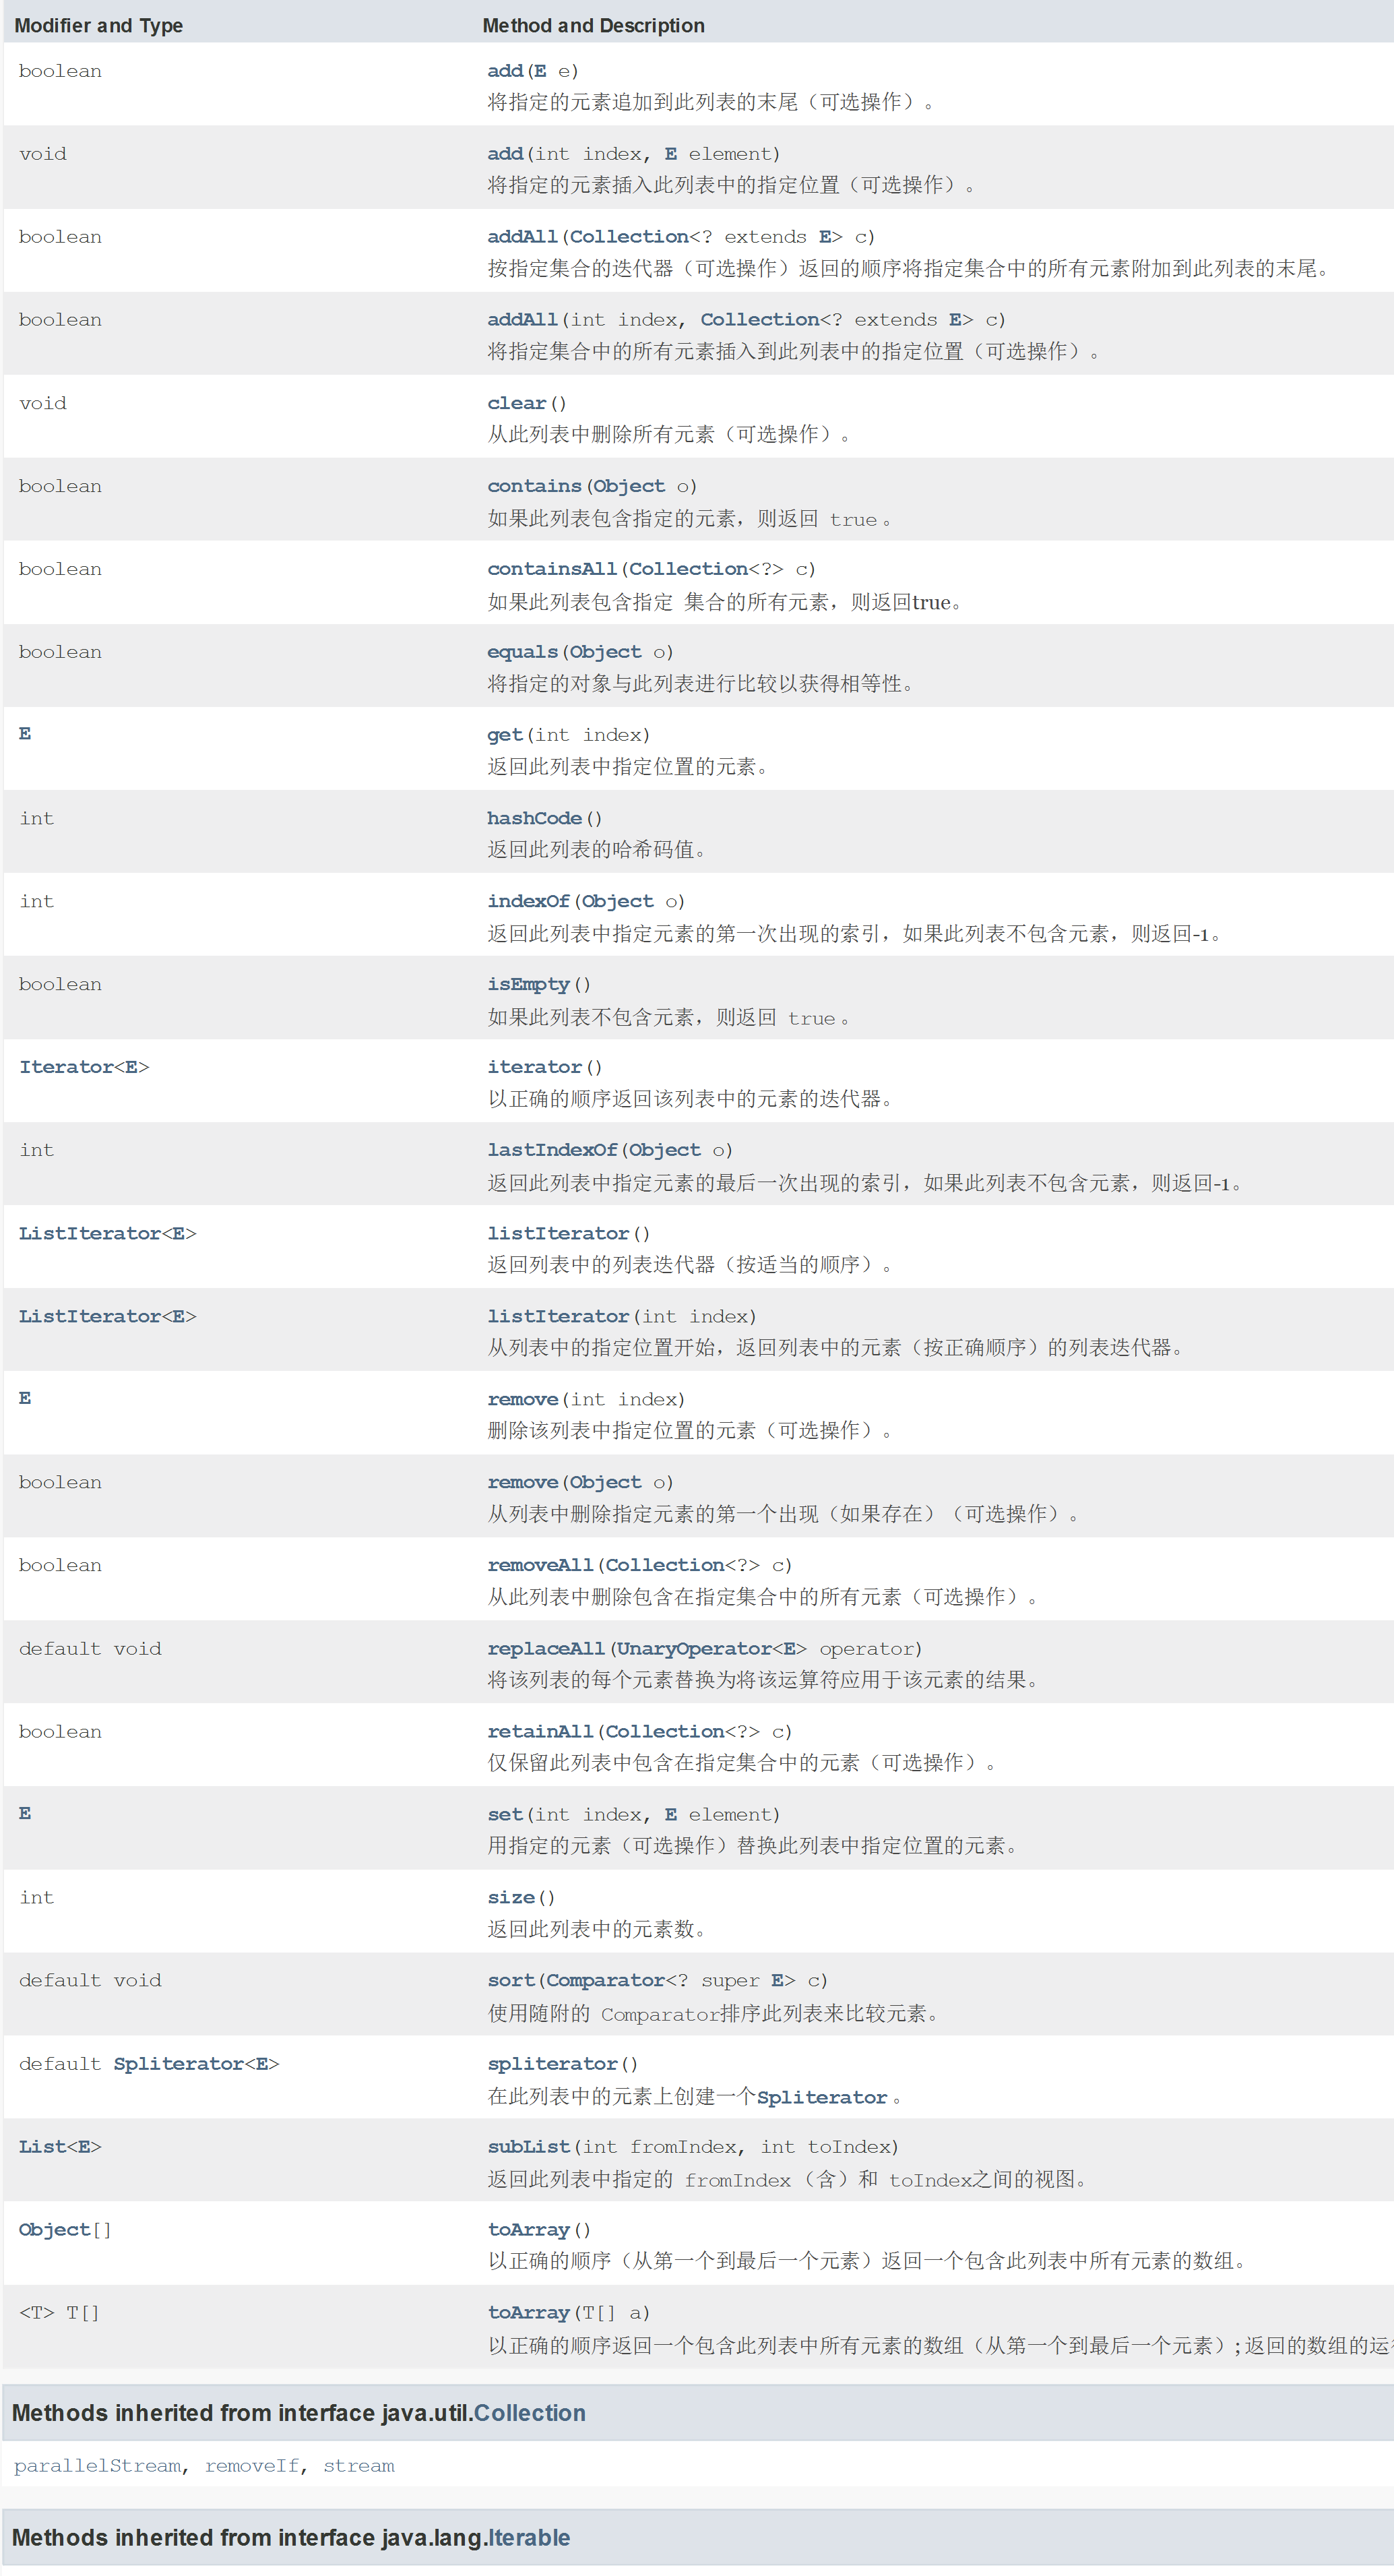 Modifier and Type Method and Description
boolean add(E e)
将指定的元素追加到此列表的末尾（可选操作）。
void add(int index, E element)
将指定的元素插入此列表中的指定位置（可选操作）。
boolean addAll(Collection<? extends E> c)
按指定集合的迭代器（可选操作）返回的顺序将指定集合中的所有元素附加到此列表的末尾。
boolean addAll(int index, Collection<? extends E> c)
将指定集合中的所有元素插入到此列表中的指定位置（可选操作）。
void clear()
从此列表中删除所有元素（可选操作）。
boolean contains(Object o)
如果此列表包含指定的元素，则返回 true 。
boolean containsAll(Collection<?> c)
如果此列表包含指定 集合的所有元素，则返回true。
boolean equals(Object o)
将指定的对象与此列表进行比较以获得相等性。
E get(int index)
返回此列表中指定位置的元素。
int hashCode()
返回此列表的哈希码值。
int indexOf(Object o)
返回此列表中指定元素的第一次出现的索引，如果此列表不包含元素，则返回-1。
boolean isEmpty()
如果此列表不包含元素，则返回 true 。
Iterator<E> iterator()
以正确的顺序返回该列表中的元素的迭代器。
int lastIndexOf(Object o)
返回此列表中指定元素的最后一次出现的索引，如果此列表不包含元素，则返回-1。
ListIterator<E> listIterator()
返回列表中的列表迭代器（按适当的顺序）。
ListIterator<E> listIterator(int index)
从列表中的指定位置开始，返回列表中的元素（按正确顺序）的列表迭代器。
E remove(int index)
删除该列表中指定位置的元素（可选操作）。
boolean remove(Object o)
从列表中删除指定元素的第一个出现（如果存在）（可选操作）。
boolean removeAll(Collection<?> c)
从此列表中删除包含在指定集合中的所有元素（可选操作）。
default void replaceAll(UnaryOperator<E> operator)
将该列表的每个元素替换为将该运算符应用于该元素的结果。
boolean retainAll(Collection<?> c)
仅保留此列表中包含在指定集合中的元素（可选操作）。
E set(int index, E element)
用指定的元素（可选操作）替换此列表中指定位置的元素。
int size()
返回此列表中的元素数。
default void sort(Comparator<? super E> c)
使用随附的 Comparator排序此列表来比较元素。
default Spliterator<E> spliterator()
在此列表中的元素上创建一个Spliterator 。
List<E> subList(int fromIndex, int toIndex)
返回此列表中指定的 fromIndex （含）和 toIndex之间的视图。
Object[] toArray()
以正确的顺序（从第一个到最后一个元素）返回一个包含此列表中所有元素的数组。
<T> T[] toArray(T[] a)
以正确的顺序返回一个包含此列表中所有元素的数组（从第一个到最后一个元素）;返回的数组的运
Methods inherited from interface java.util.Collection
parallelStream, removeIf, stream
Methods inherited from interface java.lang.Iterable